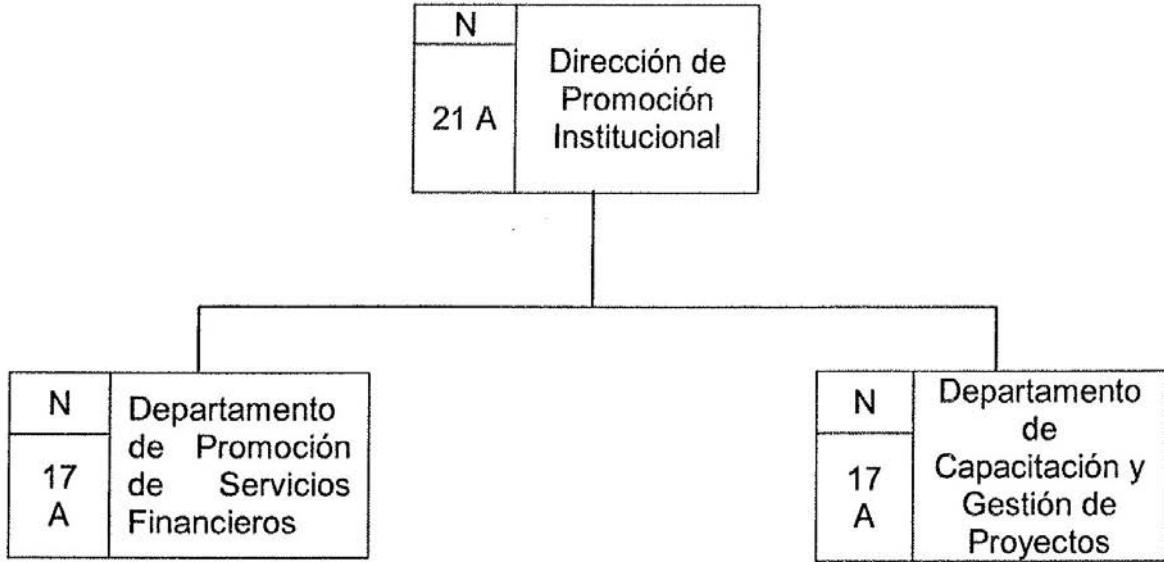 N
21 A
Dirección de
Promoción
Institucional
N
17
A
Departamento
de Promoción
de Servicios
Financieros
N
17
A
Departamento
de
Capacitación y
Gestión de
Proyectos